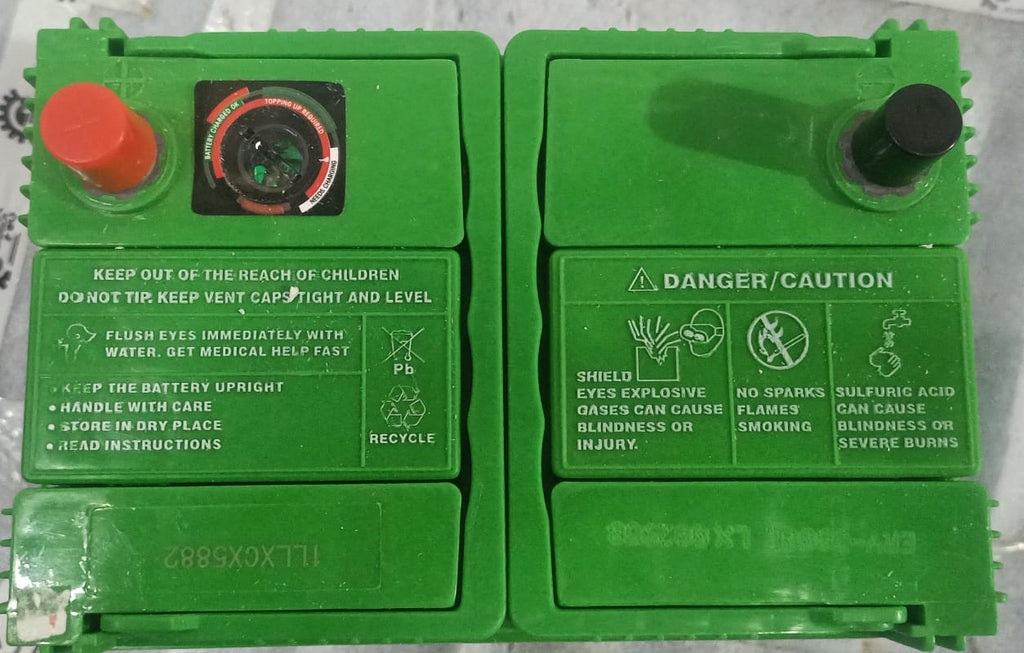 BATTERY CHARGED OK
TOPPING UP REQUIRED
NEEDS CHARGING
KEEP OUT OF THE REACH OF CHILDREN
DO NOT TIP. KEEP VENT CAPS TIGHT AND LEVEL
FLUSH EYES IMMEDIATELY WITH
WATER. GET MEDICAL HELP FAST
Pb
RECYCLE
• KEEP THE BATTERY UPRIGHT
• HANDLE WITH CARE
• STORE IN DRY PLACE
• READ INSTRUCTIONS
DANGER/CAUTION
SHIELD
EYES EXPLOSIVE
GASES CAN CAUSE
BLINDNESS OR
INJURY.
NO SPARKS
FLAMES
SMOKING
SULFURIC ACID
CAN CAUSE
BLINDNESS OR
SEVERE BURNS
1LLXCX5882